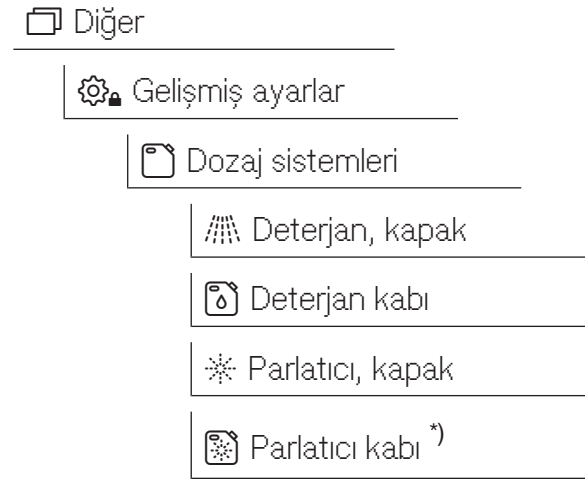 Diğer
Gelişmiş ayarlar
Dozaj sistemleri
Deterjan, kapak
Deterjan kabı
Parlatıcı, kapak
Parlatıcı kabı *)